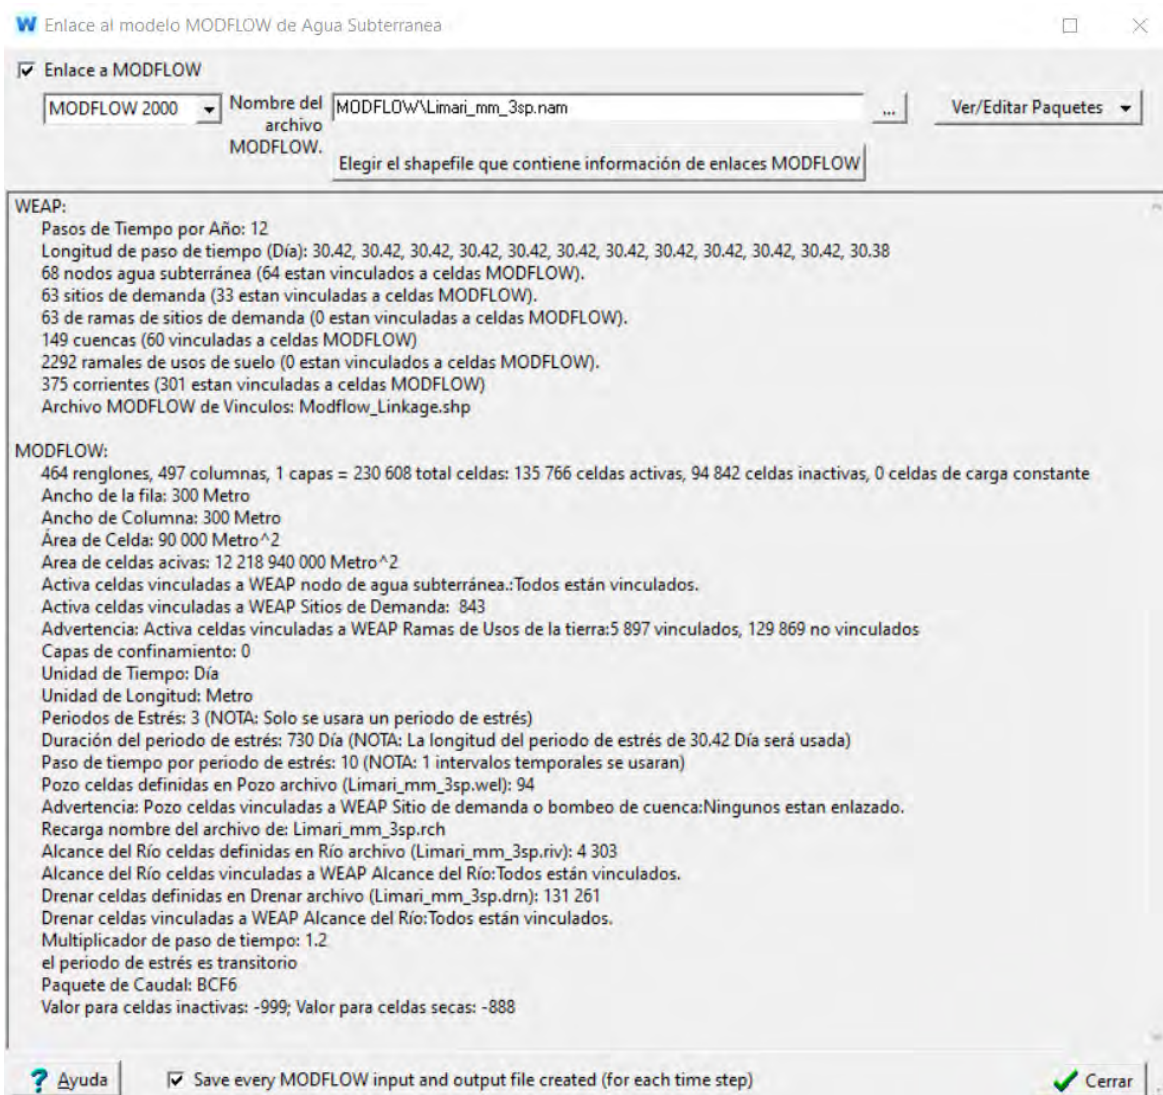 W Enlace al modelo MODFLOW de Agua Subterranea
Enlace a MODFLOW
MODFLOW 2000
Nombre del archivo MODFLOW.
MODFLOW\Limari_mm_3sp.nam
...
Ver/Editar Paquetes
Elegir el shapefile que contiene información de enlaces MODFLOW
WEAP:
Pasos de Tiempo por Año: 12
Longitud de paso de tiempo (Día): 30.42, 30.42, 30.42, 30.42, 30.42, 30.42, 30.42, 30.42, 30.42, 30.42, 30.42, 30.38
68 nodos agua subterránea (64 estan vinculados a celdas MODFLOW).
63 sitios de demanda (33 estan vinculadas a celdas MODFLOW).
63 de ramas de sitios de demanda (0 estan vinculadas a celdas MODFLOW).
149 cuencas (60 vinculadas a celdas MODFLOW)
2292 ramales de usos de suelo (0 estan vinculados a celdas MODFLOW).
375 corrientes (301 estan vinculadas a celdas MODFLOW)
Archivo MODFLOW de Vinculos: Modflow_Linkage.shp
MODFLOW:
464 renglones, 497 columnas, 1 capas = 230 608 total celdas: 135 766 celdas activas, 94 842 celdas inactivas, 0 celdas de carga constante
Ancho de la fila: 300 Metro
Ancho de Columna: 300 Metro
Área de Celda: 90 000 Metro^2
Area de celdas acivas: 12 218 940 000 Metro^2
Activa celdas vinculadas a WEAP nodo de agua subterránea.:Todos están vinculados.
Activa celdas vinculadas a WEAP Sitios de Demanda:  843
Advertencia: Activa celdas vinculadas a WEAP Ramas de Usos de la tierra:5 897 vinculados, 129 869 no vinculados
Capas de confinamiento: 0
Unidad de Tiempo: Día
Unidad de Longitud: Metro
Periodos de Estrés: 3 (NOTA: Solo se usara un periodo de estrés)
Duración del periodo de estrés: 730 Día (NOTA: La longitud del periodo de estrés de 30.42 Día será usada)
Paso de tiempo por periodo de estrés: 10 (NOTA: 1 intervalos temporales se usaran)
Pozo celdas definidas en Pozo archivo (Limari_mm_3sp.wel): 94
Advertencia: Pozo celdas vinculadas a WEAP Sitio de demanda o bombeo de cuenca:Ningunos estan enlazado.
Recarga nombre del archivo de: Limari_mm_3sp.rch
Alcance del Río celdas definidas en Río archivo (Limari_mm_3sp.riv): 4 303
Alcance del Río celdas vinculadas a WEAP Alcance del Río:Todos están vinculados.
Drenar celdas definidas en Drenar archivo (Limari_mm_3sp.drn): 131 261
Drenar celdas vinculadas a WEAP Alcance del Río:Todos están vinculados.
Multiplicador de paso de tiempo: 1.2
el periodo de estrés es transitorio
Paquete de Caudal: BCF6
Valor para celdas inactivas: -999; Valor para celdas secas: -888
? Ayuda
Save every MODFLOW input and output file created (for each time step)
Cerrar